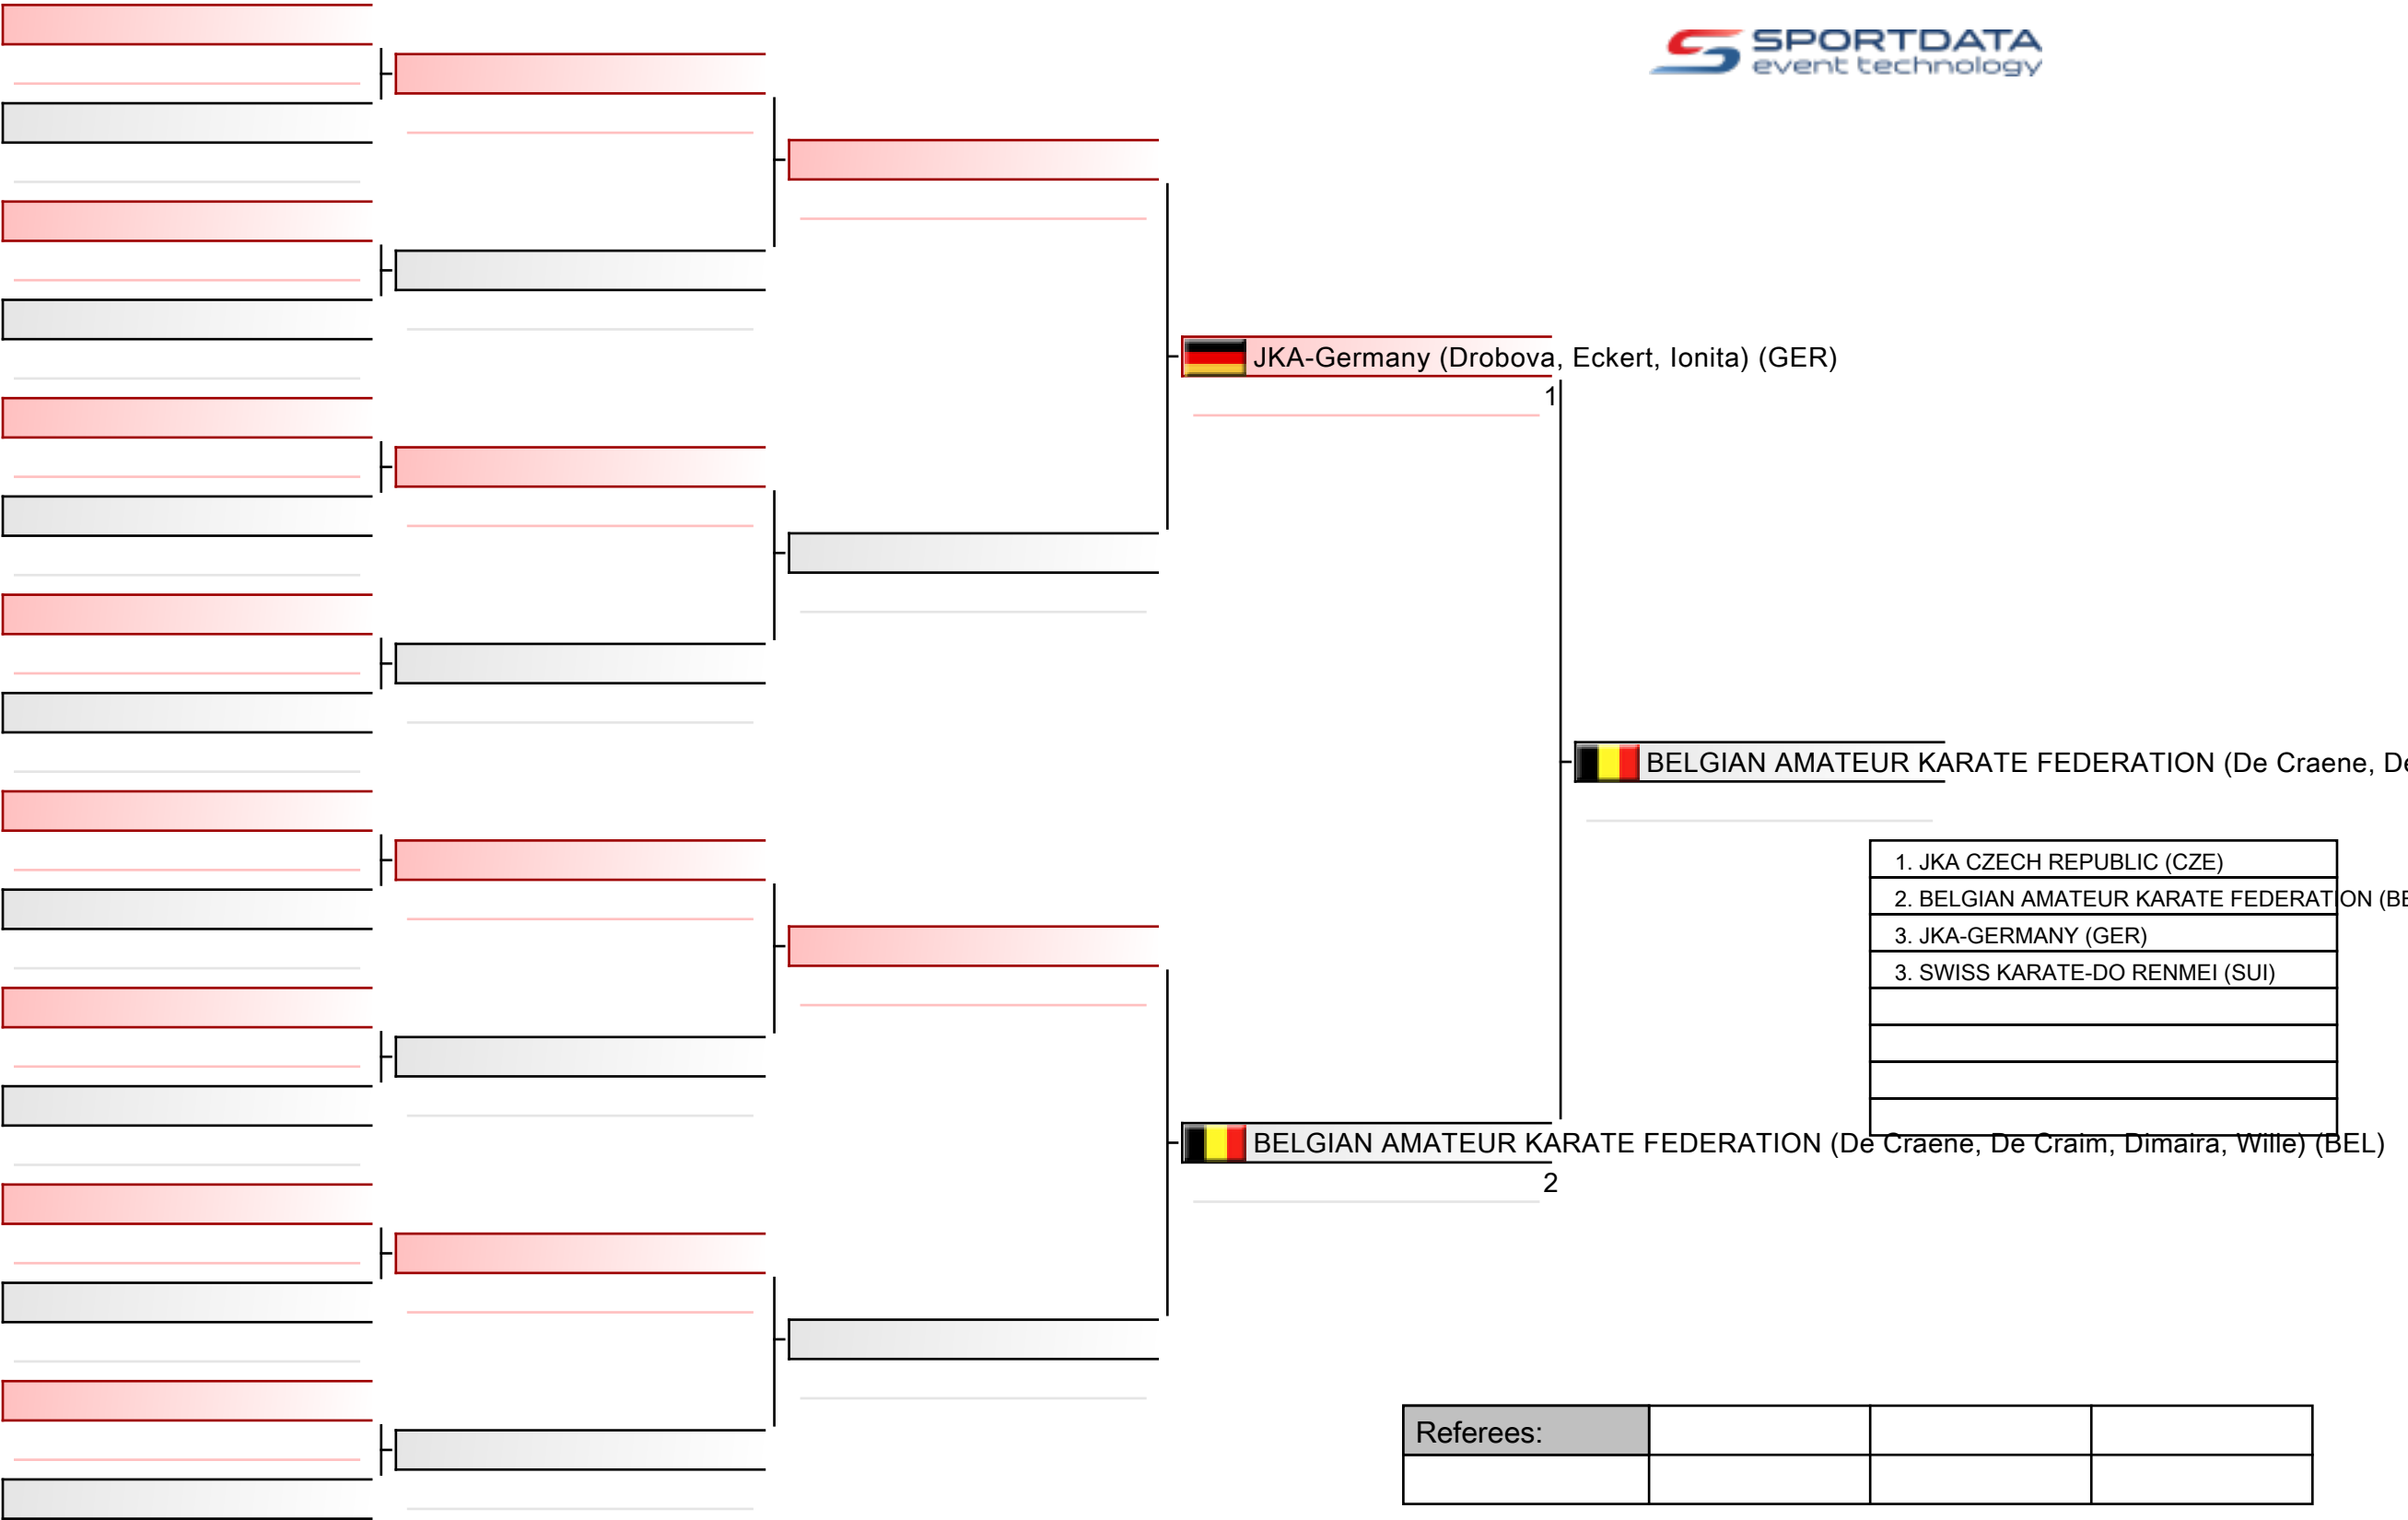 SPORTDATA
event technology
JKA-Germany (Drobova, Eckert, Ionita) (GER)
1
BELGIAN AMATEUR KARATE FEDERATION (De Craene, De
1. JKA CZECH REPUBLIC (CZE)
2. BELGIAN AMATEUR KARATE FEDERATION (BE
3. JKA-GERMANY (GER)
3. SWISS KARATE-DO RENMEI (SUI)
BELGIAN AMATEUR KARATE FEDERATION (De Craene, De Craim, Dimaira, Wille) (BEL)
2
Referees: